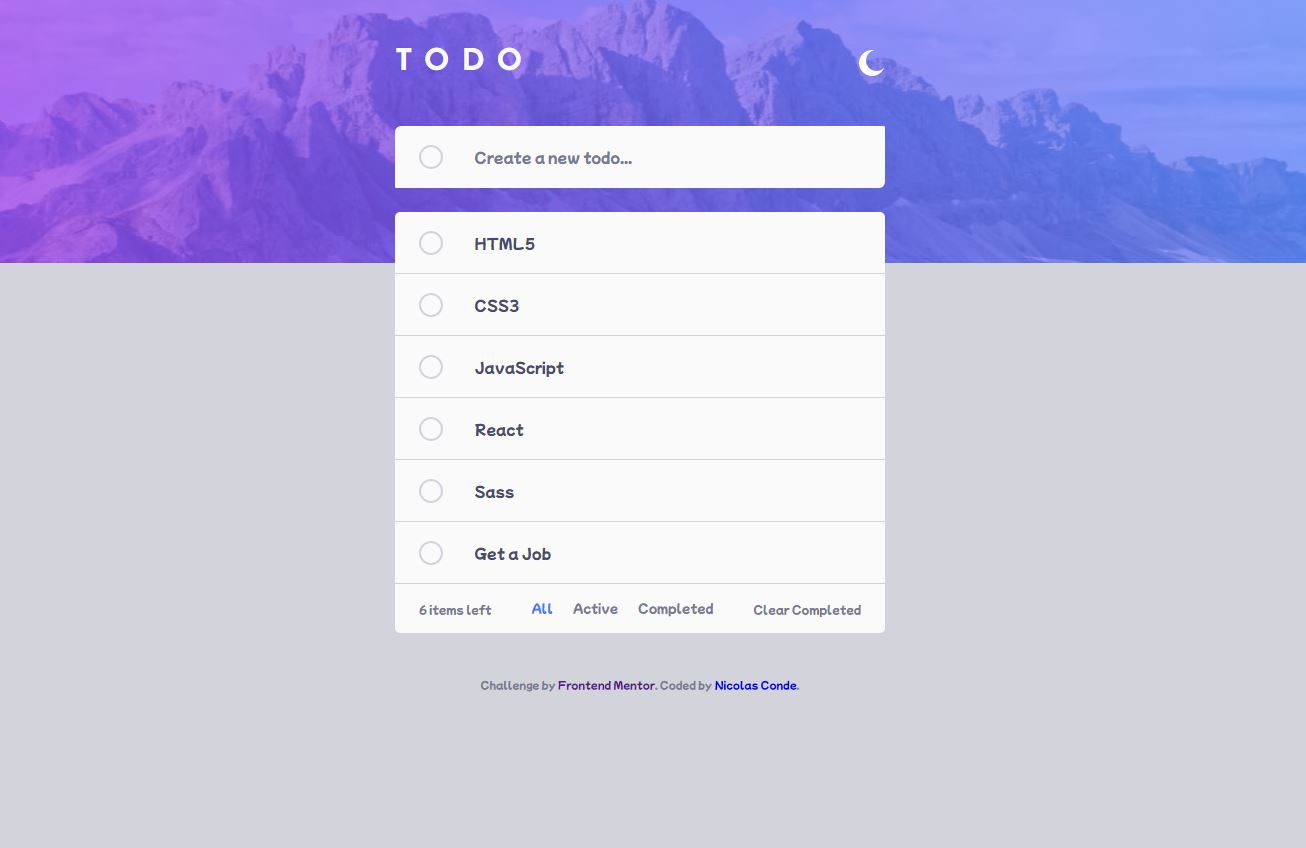 TODO
Create a new todo...
HTML5
CSS3
JavaScript
React
Sass
Get a Job
6 items left All Active Completed Clear Completed
Challenge by Frontend Mentor. Coded by Nicolas Conde.